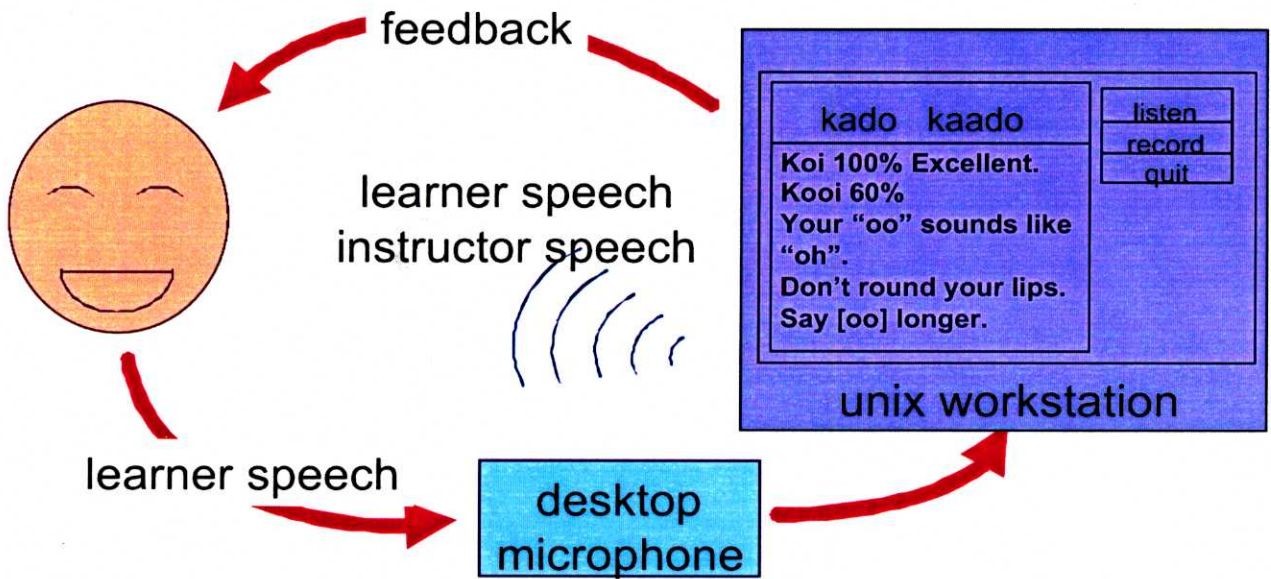 feedback
learner speech
instructor speech
kado kaado
Koi 100% Excellent.
Kooi 60%
Your “oo” sounds like
“oh”.
Don’t round your lips.
Say [oo] longer.
listen
record
quit
unix workstation
learner speech
desktop
microphone